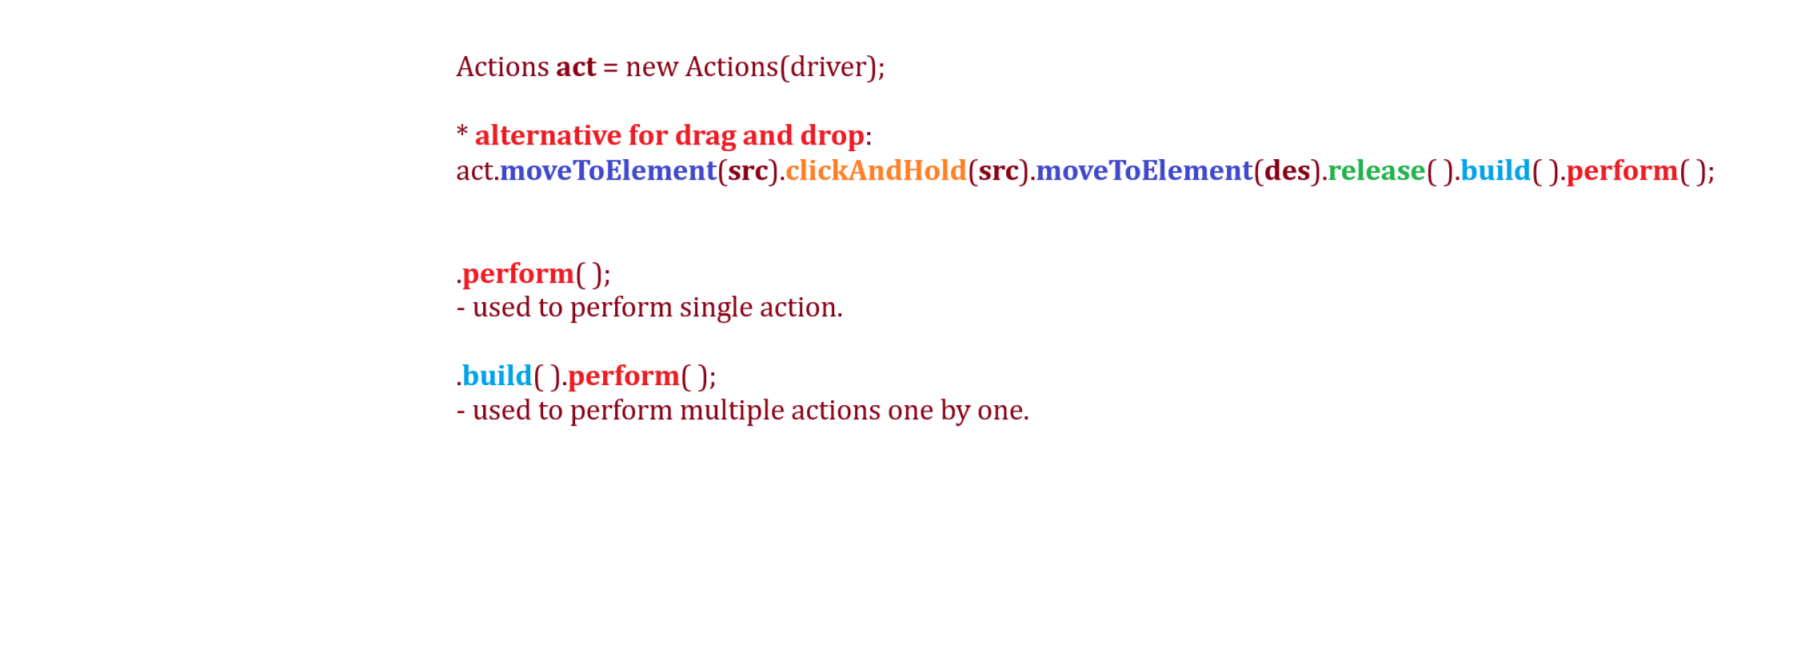 Actions act = new Actions(driver);
* alternative for drag and drop:
act.moveToElement(src).clickAndHold(src).moveToElement(des).release( ).build( ).perform( );
.perform( );
- used to perform single action.
.build( ).perform( );
- used to perform multiple actions one by one.